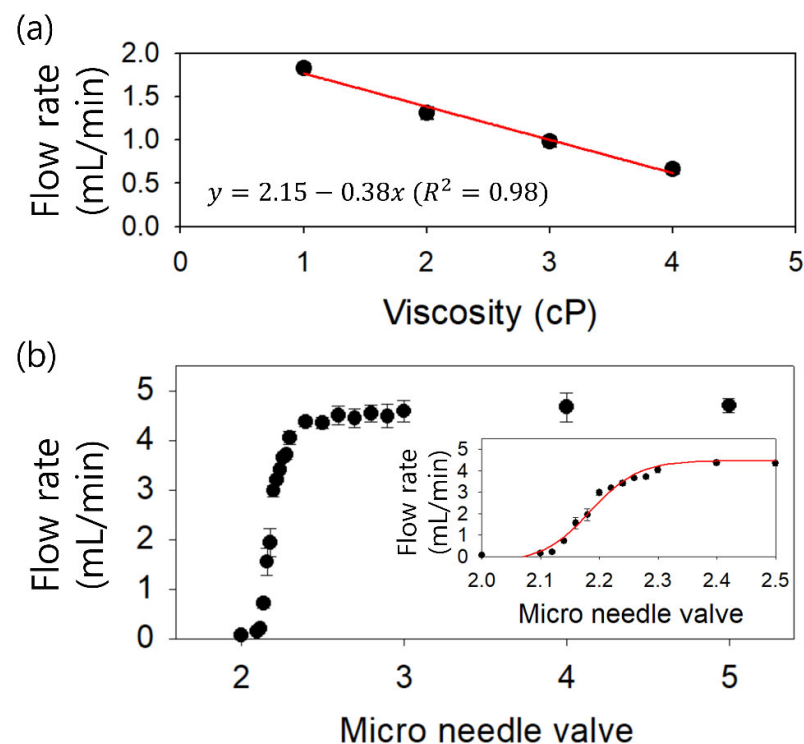 (a)
Flow rate
(mL/min)
2.0
1.5
1.0
0.5
0.0
y = 2.15 − 0.38x (R² = 0.98)
0 1 2 3 4 5
Viscosity (cP)
(b)
Flow rate
(mL/min)
5
4
3
2
1
0
Flow rate
(mL/min)
5
4
3
2
1
0
2.0 2.1 2.2 2.3 2.4 2.5
Micro needle valve
2 3 4 5
Micro needle valve